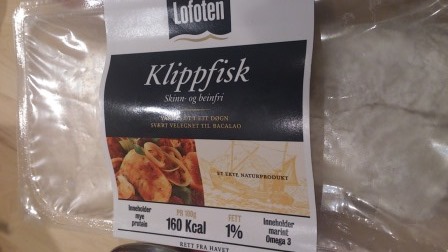 Lofoten
Klippfisk
Skinn- og beinfri
VANNET UT I ETT DØGN
SVÆRT VELEGNET TIL BACALAO
ET EKTE NATURPRODUKT
Inneholder
mye
protein
PR 100g
160 Kcal
FETT
1%
Inneholder
marint
Omega 3
RETT FRA HAVET